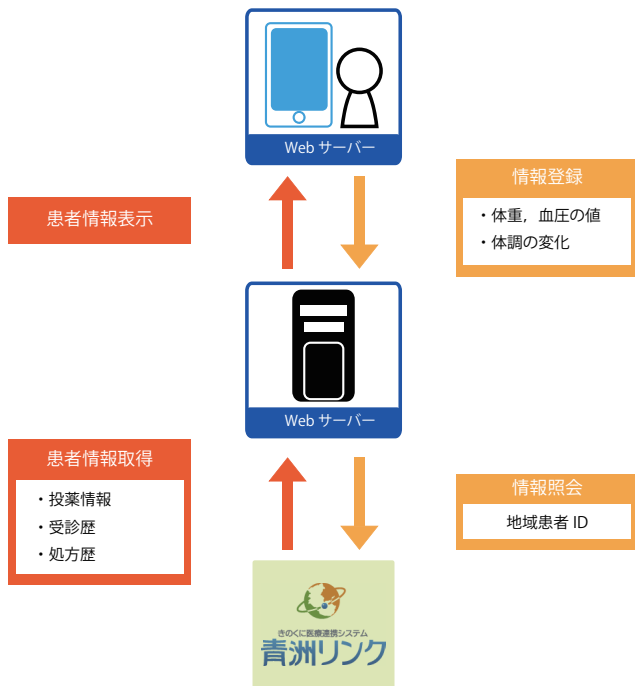 Web サーバー
患者情報表示
情報登録
・体重，血圧の値
・体調の変化
Web サーバー
患者情報取得
・投薬情報
・受診歴
・処方歴
情報照会
地域患者 ID
きのくに医療連携システム
青洲リンク